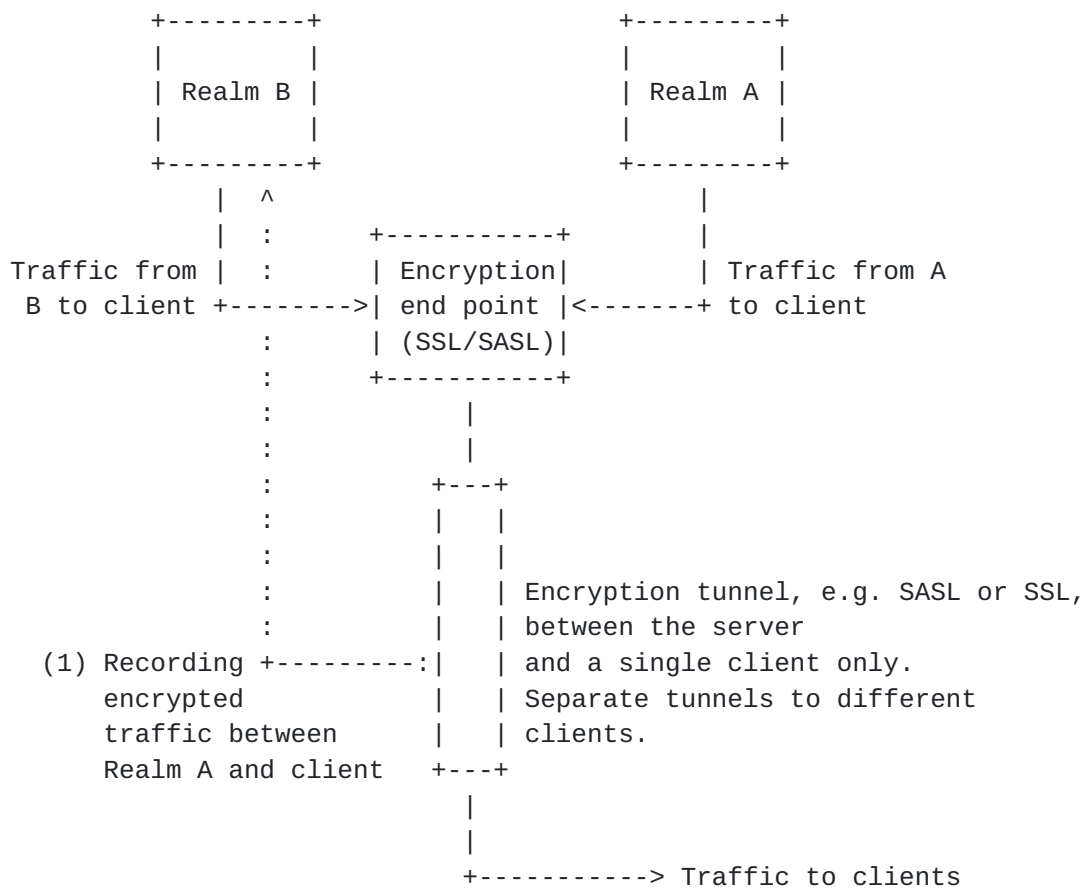 Realm B
Realm A
Traffic from
B to client
Encryption
end point
(SSL/SASL)
Traffic from A
to client
Encryption tunnel, e.g. SASL or SSL,
between the server
and a single client only.
Separate tunnels to different
clients.
(1) Recording
encrypted
traffic between
Realm A and client
Traffic to clients